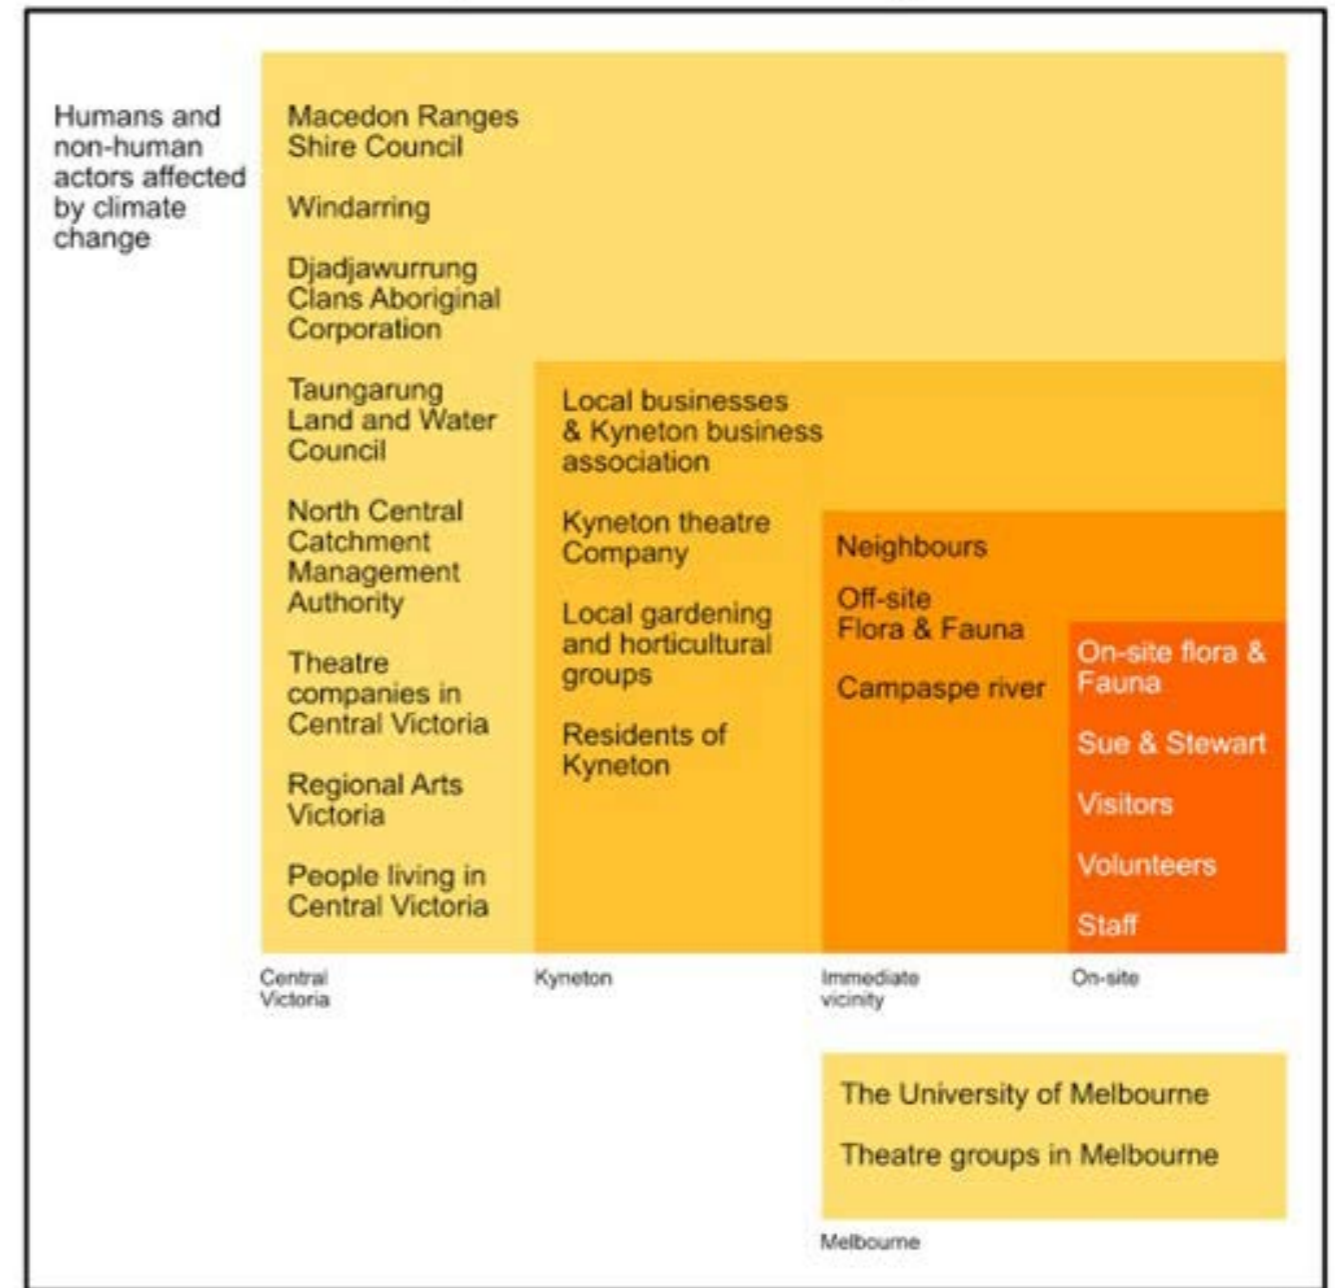 Humans and
non-human
actors affected
by climate
change
Macedon Ranges
Shire Council
Windarring
Djadjawurrung
Clans Aboriginal
Corporation
Taungarung
Land and Water
Council
North Central
Catchment
Management
Authority
Theatre
companies in
Central Victoria
Regional Arts
Victoria
People living in
Central Victoria
Central
Victoria
Local businesses
& Kyneton business
association
Kyneton theatre
Company
Local gardening
and horticultural
groups
Residents of
Kyneton
Kyneton
Neighbours
Off-site
Flora & Fauna
Campaspe river
Immediate
vicinity
On-site flora &
Fauna
Sue & Stewart
Visitors
Volunteers
Staff
On-site
The University of Melbourne
Theatre groups in Melbourne
Melbourne